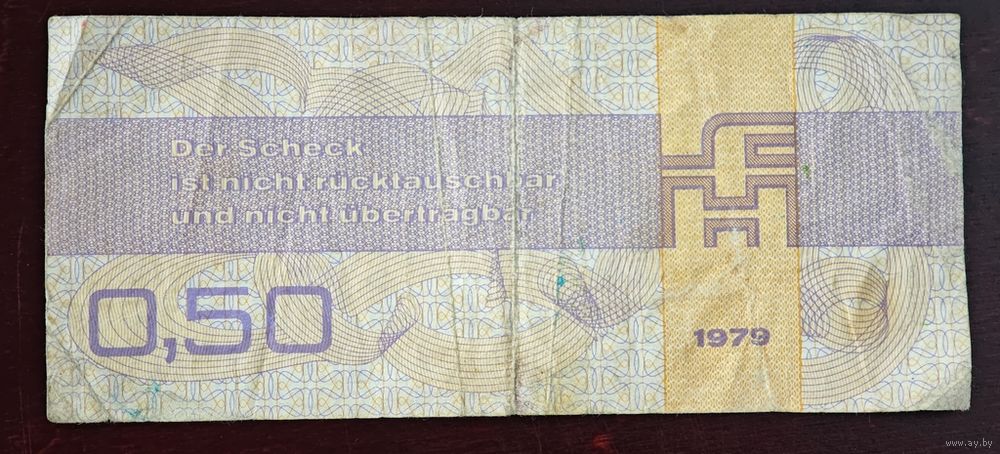 Der Scheck
ist nicht rücktauschbar
und nicht übertragbar
0,50
1979
www.ay.by